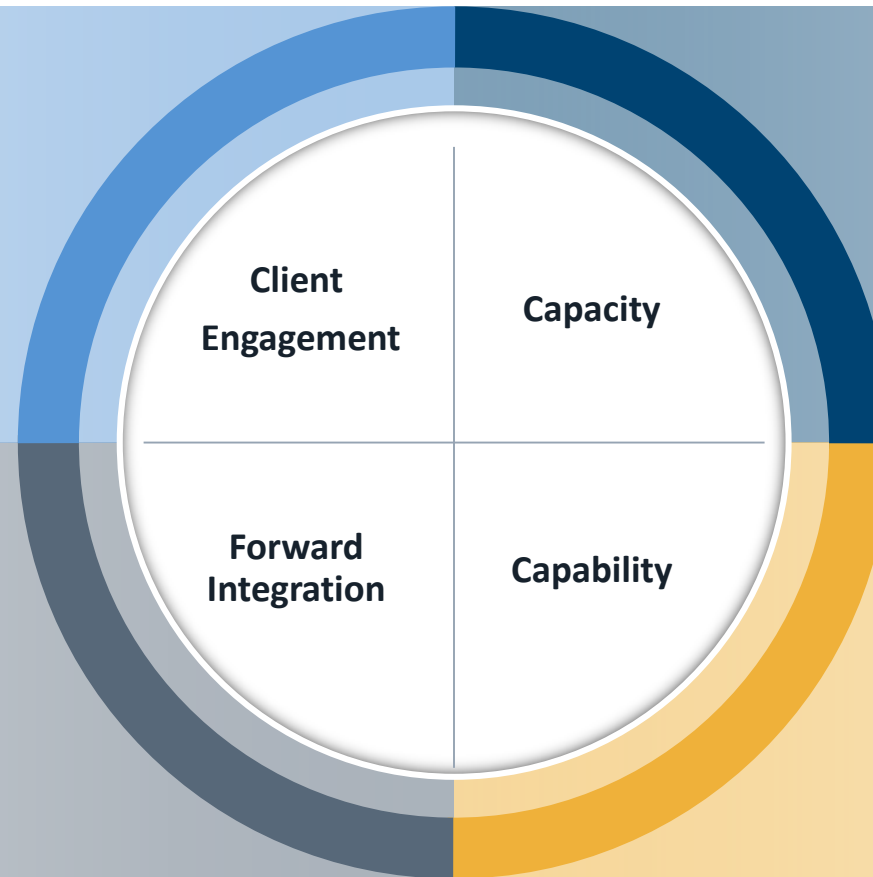 Client
Engagement
Capacity
Forward
Integration
Capability